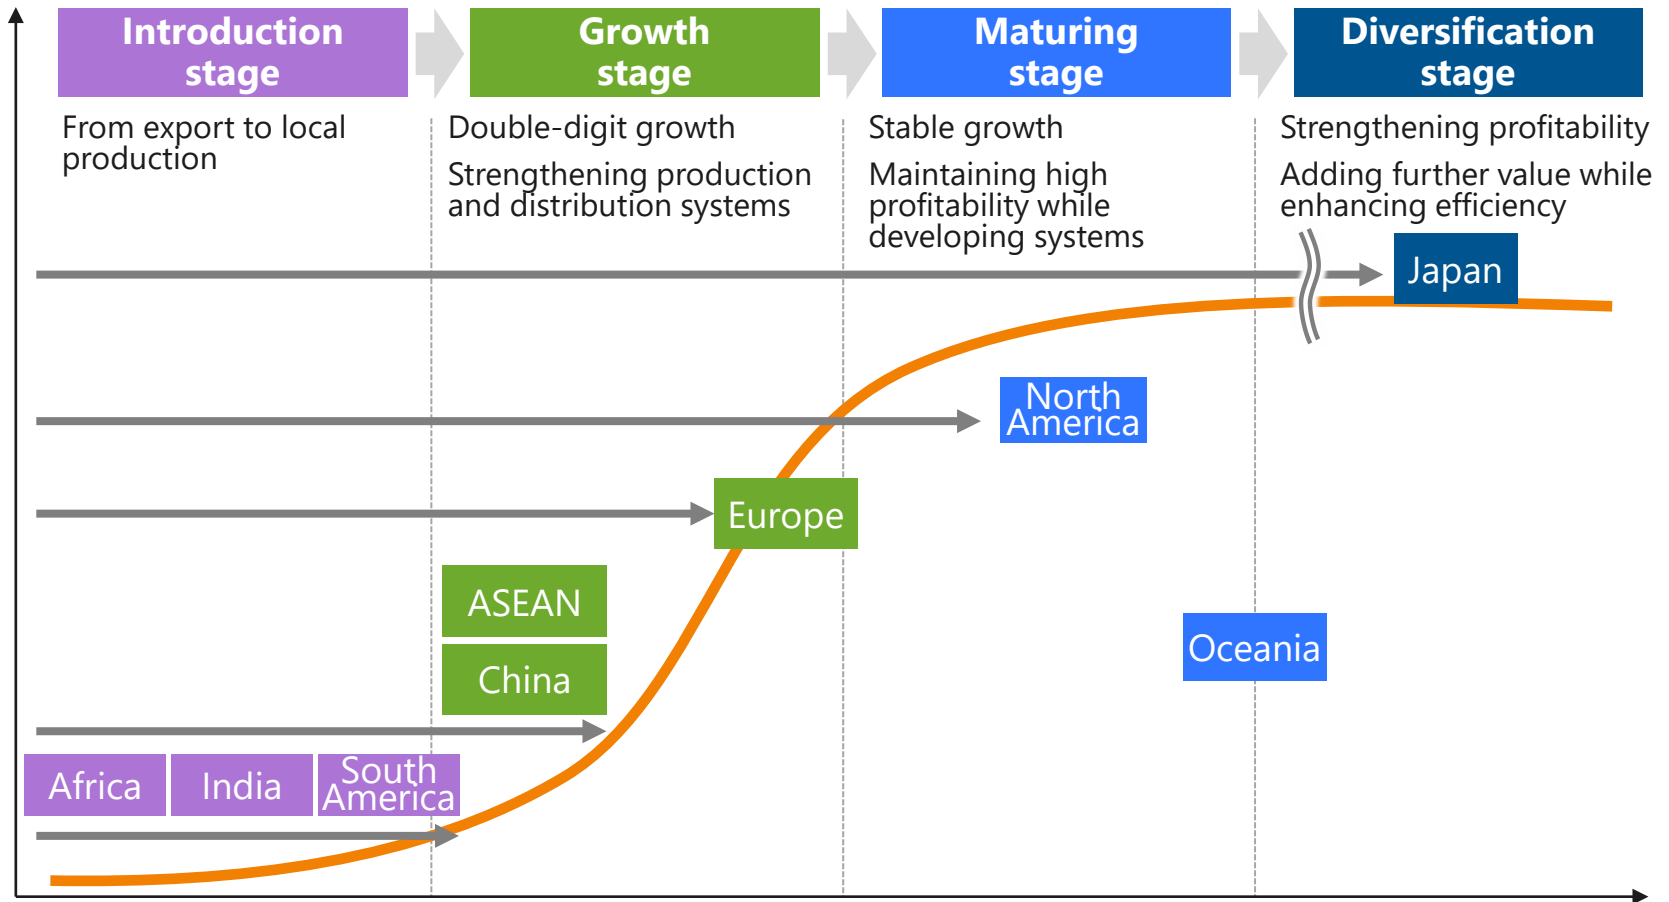 Introduction
stage
Growth
stage
Maturing
stage
Diversification
stage
From export to local
production
Double-digit growth
Strengthening production
and distribution systems
Stable growth
Maintaining high
profitability while
developing systems
Strengthening profitability
Adding further value while
enhancing efficiency
Japan
North
America
Europe
ASEAN
China
Oceania
Africa
India
South
America